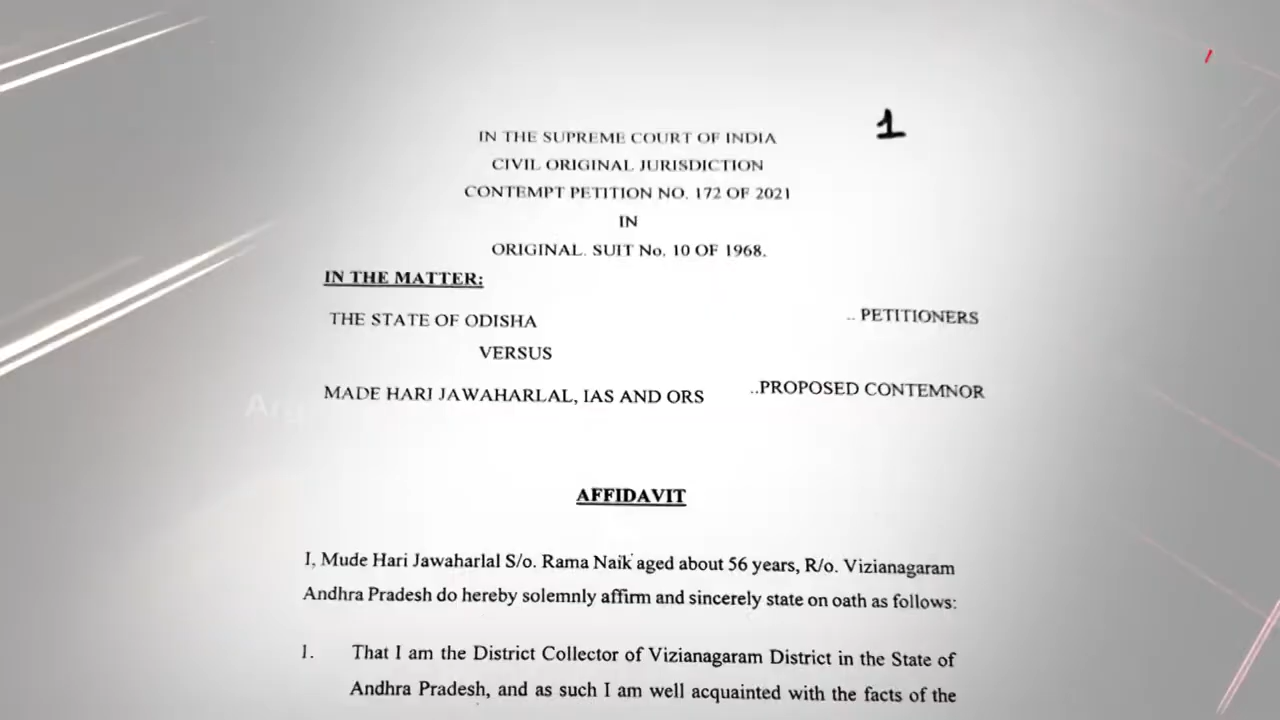 1
IN THE SUPREME COURT OF INDIA
CIVIL ORIGINAL JURISDICTION
CONTEMPT PETITION NO. 172 OF 2021
IN
ORIGINAL. SUIT No. 10 OF 1968.
IN THE MATTER:
THE STATE OF ODISHA .. PETITIONERS
VERSUS
MADE HARI JAWAHARLAL, IAS AND ORS ..PROPOSED CONTEMNOR
AFFIDAVIT
I, Mude Hari Jawaharlal S/o. Rama Naik aged about 56 years, R/o. Vizianagaram
Andhra Pradesh do hereby solemnly affirm and sincerely state on oath as follows:
1. That I am the District Collector of Vizianagaram District in the State of
Andhra Pradesh, and as such I am well acquainted with the facts of the